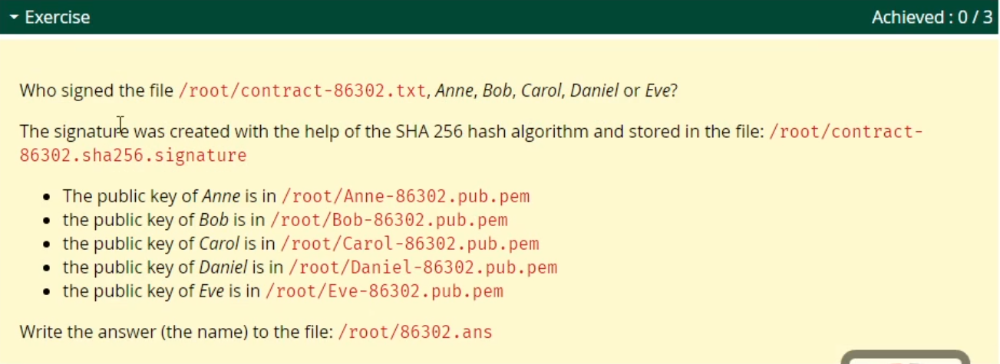 Exercise
Achieved : 0 / 3
Who signed the file /root/contract-86302.txt, Anne, Bob, Carol, Daniel or Eve?
The signature was created with the help of the SHA 256 hash algorithm and stored in the file: /root/contract-
86302.sha256.signature
The public key of Anne is in /root/Anne-86302.pub.pem
the public key of Bob is in /root/Bob-86302.pub.pem
the public key of Carol is in /root/Carol-86302.pub.pem
the public key of Daniel is in /root/Daniel-86302.pub.pem
the public key of Eve is in /root/Eve-86302.pub.pem
Write the answer (the name) to the file: /root/86302.ans